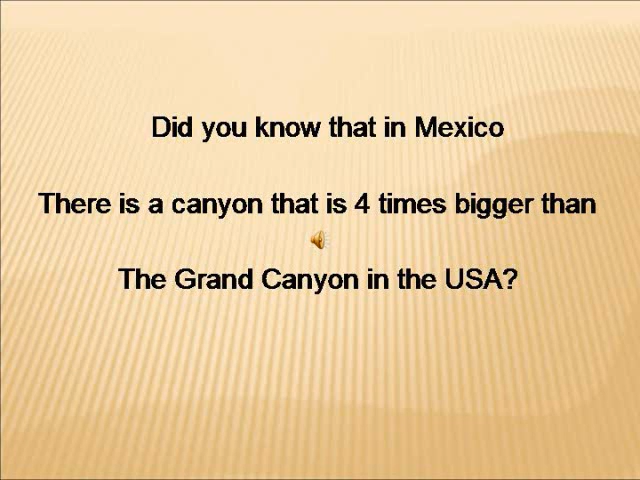 Did you know that in Mexico
There is a canyon that is 4 times bigger than
The Grand Canyon in the USA?